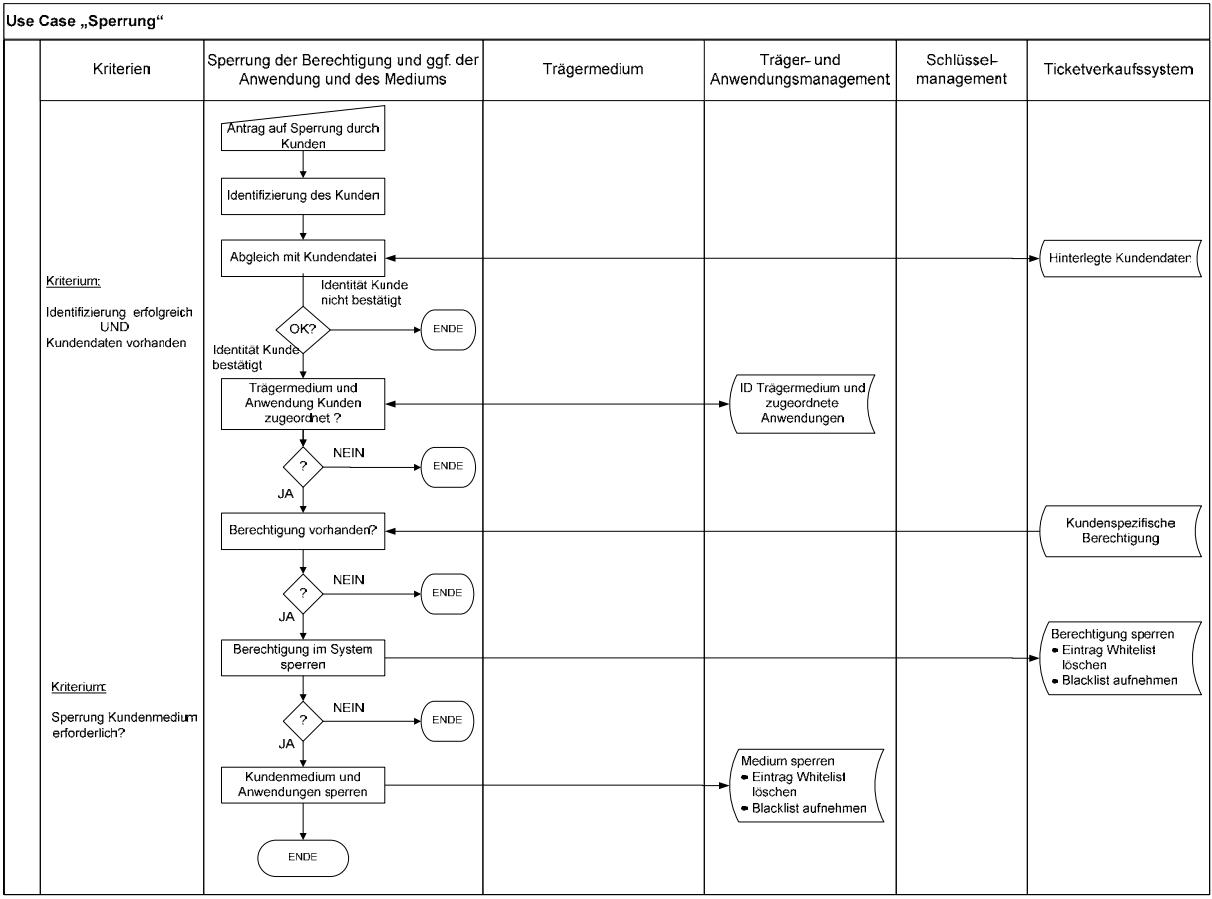 Use Case „Sperrung“
Kriterien
Sperrung der Berechtigung und ggf. der
Anwendung und des Mediums
Trägermedium
Träger- und
Anwendungsmanagement
Schlüssel-
management
Ticketverkaufssystem
Antrag auf Sperrung durch
Kunden
Identifizierung des Kunden
Abgleich mit Kundendatei
Hinterlegte Kundendaten
Kriterium:
Identifizierung erfolgreich
UND
Kundendaten vorhanden
Identität Kunde
nicht bestätigt
OK?
ENDE
Identität Kunde
bestätigt
Trägermedium und
Anwendung Kunden
zugeordnet ?
ID Trägermedium und
zugeordnete
Anwendungen
?
NEIN
ENDE
JA
Berechtigung vorhanden?
Kundenspezifische
Berechtigung
?
NEIN
ENDE
JA
Berechtigung im System
sperren
Berechtigung sperren
• Eintrag Whitelist
löschen
• Blacklist aufnehmen
Kriterium:
Sperrung Kundenmedium
erforderlich?
?
NEIN
ENDE
JA
Kundenmedium und
Anwendungen sperren
Medium sperren
• Eintrag Whitelist
löschen
• Blacklist aufnehmen
ENDE